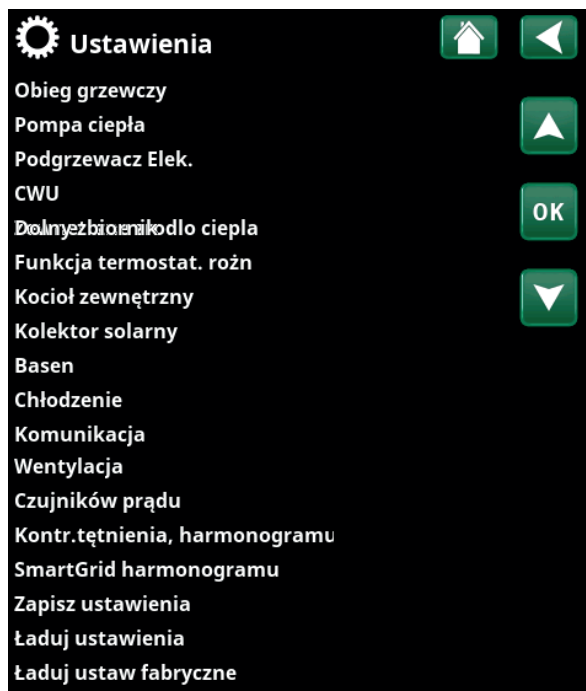 Ustawienia
Obieg grzewczy
Pompa ciepła
OK
Podgrzewacz Elek.
CWU
ciepla
Funkcja termostat. rożn
Kocioł zewnętrzny
Kolektor solarny
Basen
Chłodzenie
Komunikacja
Wentylacja
Czujników prądu
Kontr.tętnienia, harmonogramu
SmartGrid harmonogramu
Zapisz ustawienia
Ładuj ustawienia
Ładuj ustaw fabryczne